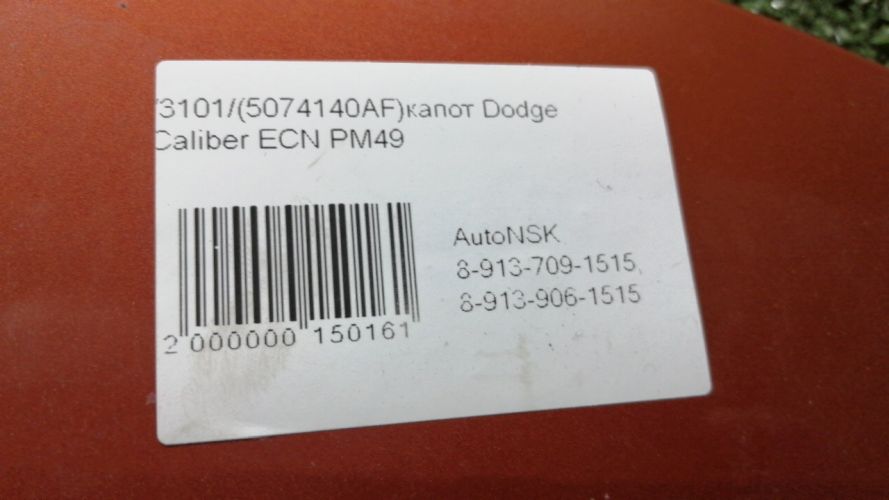 /3101/(5074140AF)капот Dodge
Caliber ECN PM49
AutoNSK
8-913-709-1515,
8-913-906-1515
2 000000 150161